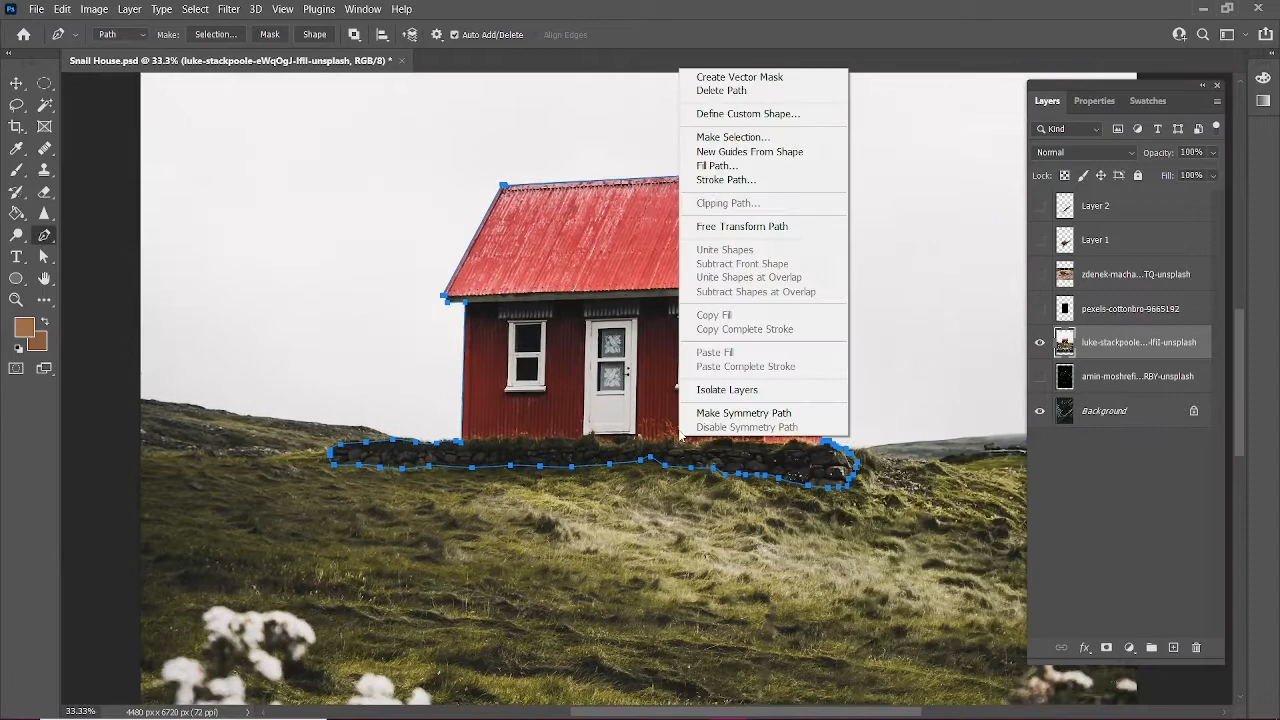 Ps File Edit Image Layer Type Select Filter 3D View Plugins Window Help
Path Make: Selection... Mask Shape Auto Add/Delete Align Edges
Snail House.psd @ 33.3% (luke-stackpoole-eWqOgJ-lfiI-unsplash, RGB/8) *
Create Vector Mask
Delete Path
Define Custom Shape...
Make Selection...
New Guides From Shape
Fill Path...
Stroke Path...
Clipping Path...
Free Transform Path
Unite Shapes
Subtract Front Shape
Unite Shapes at Overlap
Subtract Shapes at Overlap
Copy Fill
Copy Complete Stroke
Paste Fill
Paste Complete Stroke
Isolate Layers
Make Symmetry Path
Disable Symmetry Path
Layers Properties Swatches
Kind
Normal Opacity: 100%
Lock: Fill: 100%
Layer 2
Layer 1
zdenek-macha...TQ-unsplash
pexels-cottonbro-9665192
luke-stackpoole...-lfiI-unsplash
amin-moshrefi...RBY-unsplash
Background
fx
33.33% 4480 px x 6720 px (72 ppi)